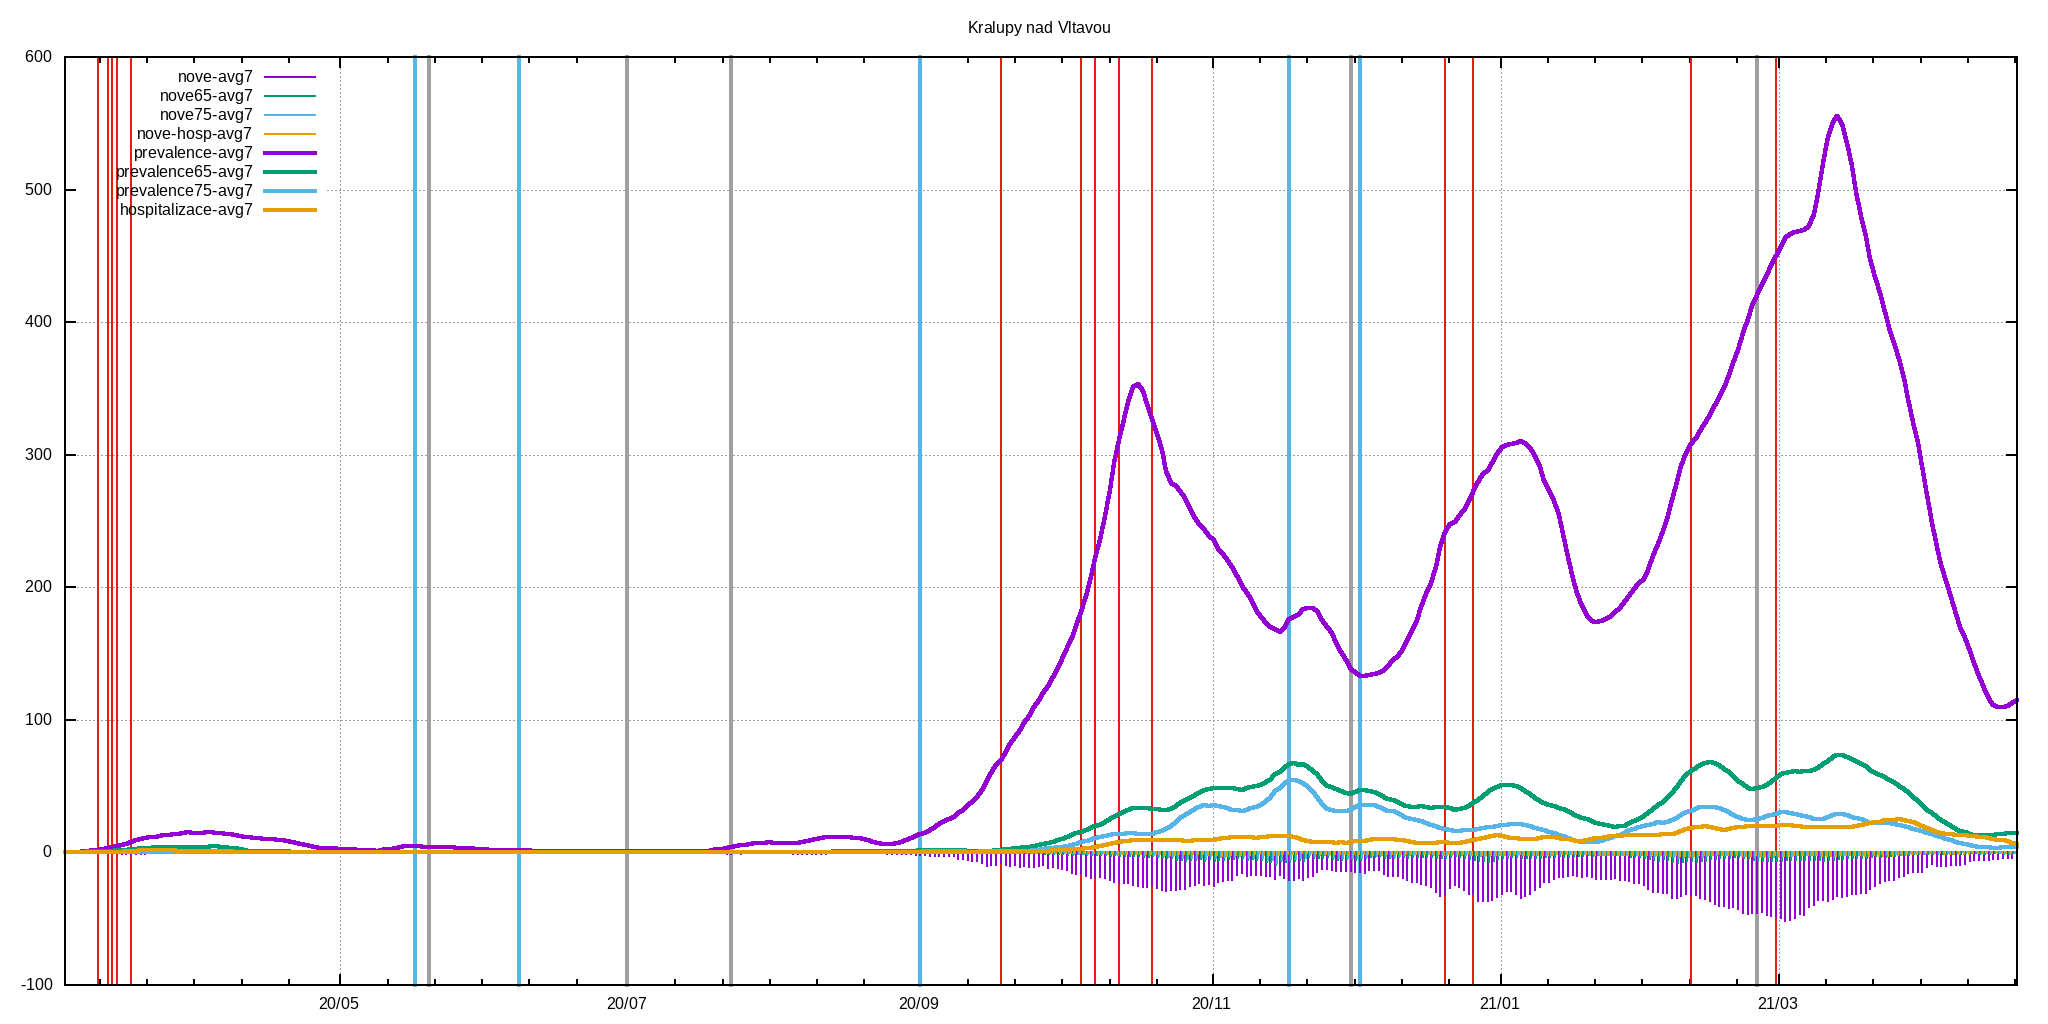 Kralupy nad Vltavou
600
nove-avg7
nove65-avg7
nove75-avg7
nove-hosp-avg7
prevalence-avg7
prevalence65-avg7
prevalence75-avg7
hospitalizace-avg7
500
400
300
200
100
0
-100
20/05 20/07 20/09 20/11 21/01 21/03